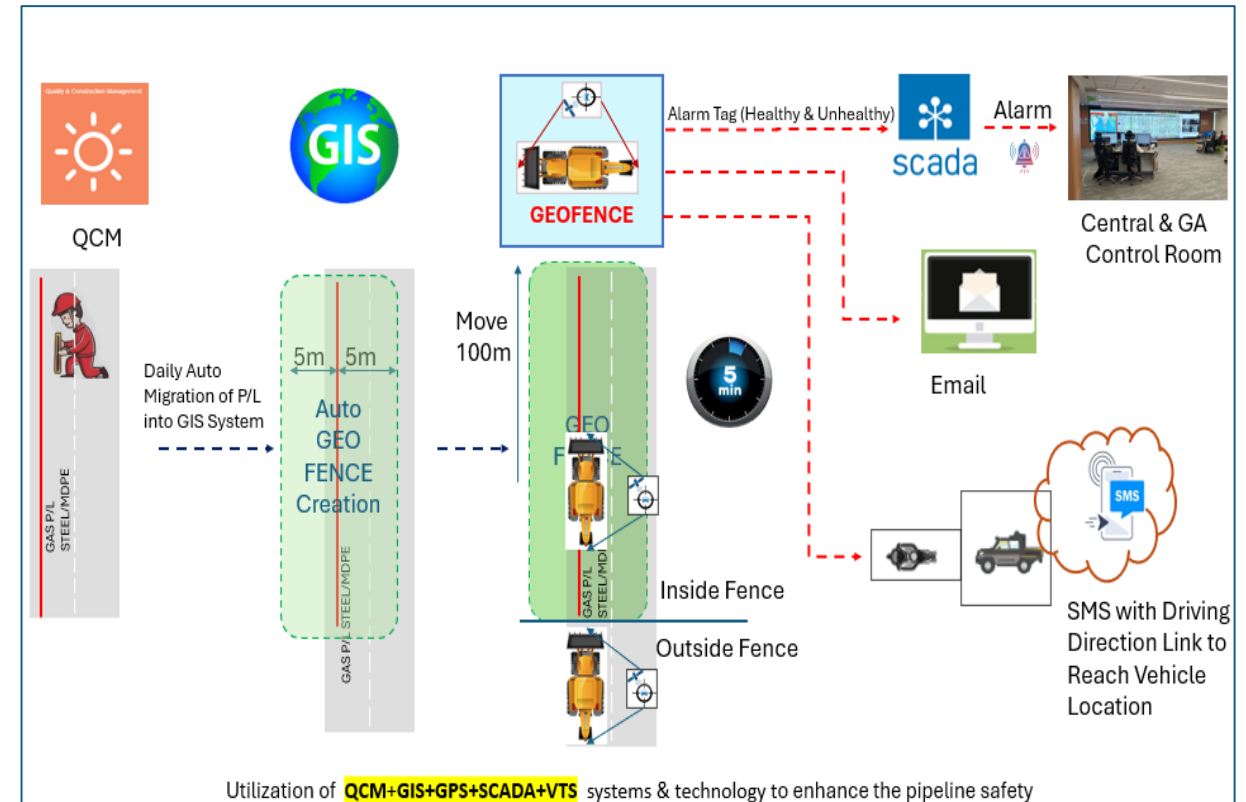 Quality & Construction Management
QCM
GAS P/L
STEEL/MDPE
Daily Auto
Migration of P/L
into GIS System
GIS
5m
5m
Auto
GEO
FENCE
Creation
GAS P/L STEEL/MDPE
GEOFENCE
Move
100m
GEO
F E
GAS P/L
STEEL/MDI
5
min
Inside Fence
Outside Fence
Alarm Tag (Healthy & Unhealthy)
scada
Alarm
Central & GA
Control Room
Email
SMS
SMS with Driving
Direction Link to
Reach Vehicle
Location
Utilization of QCM+GIS+GPS+SCADA+VTS systems & technology to enhance the pipeline safety